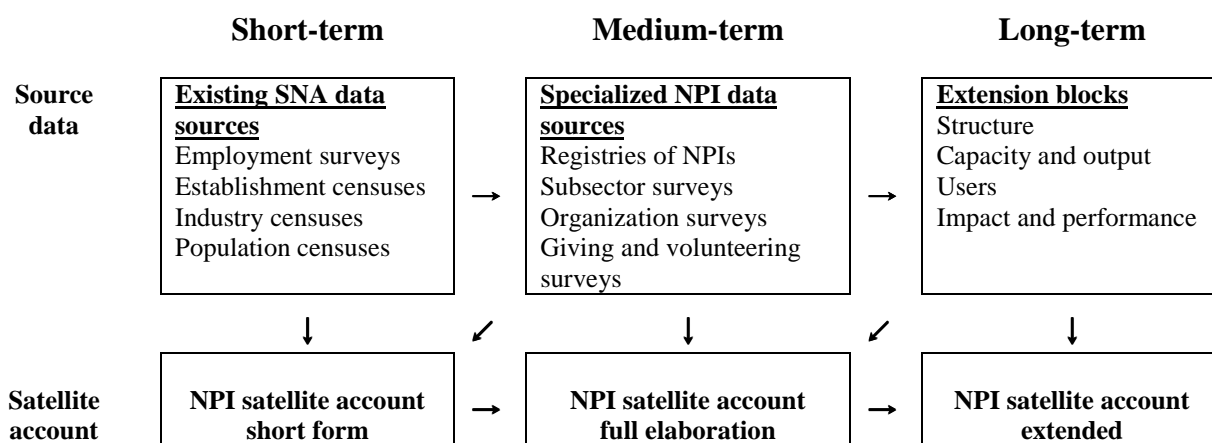 Short-term Medium-term Long-term
Source
data
Existing SNA data
sources
Employment surveys
Establishment censuses
Industry censuses
Population censuses
Specialized NPI data
sources
Registries of NPIs
Subsector surveys
Organization surveys
Giving and volunteering
surveys
Extension blocks
Structure
Capacity and output
Users
Impact and performance
Satellite
account
NPI satellite account
short form
NPI satellite account
full elaboration
NPI satellite account
extended